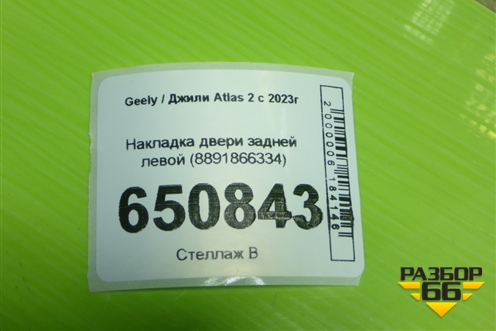 Geely / Джили Atlas 2 с 2023г
Накладка двери задней
левой (8891866334)
650843
Стеллаж В
2000006184146
РАЗБОР
66